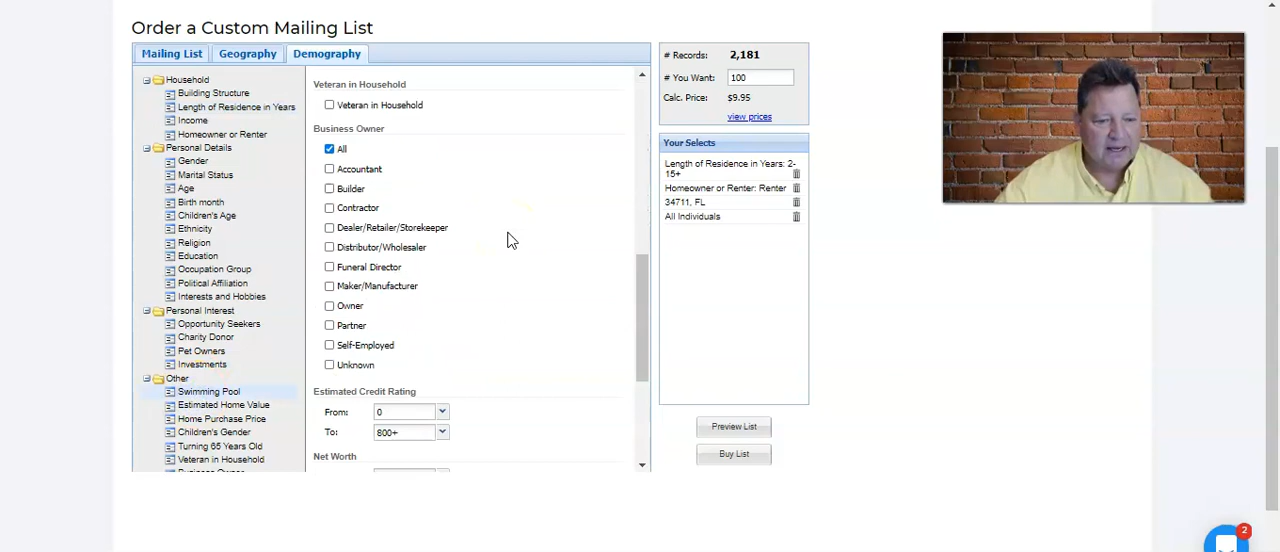 Order a Custom Mailing List
Mailing List
Geography
Demography
Household
Building Structure
Length of Residence in Years
Income
Homeowner or Renter
Personal Details
Gender
Marital Status
Age
Birth month
Children's Age
Ethnicity
Religion
Education
Occupation Group
Political Affiliation
Interests and Hobbies
Personal Interest
Opportunity Seekers
Charity Donor
Pet Owners
Investments
Other
Swimming Pool
Estimated Home Value
Home Purchase Price
Children's Gender
Turning 65 Years Old
Veteran in Household
Business Owner
Veteran in Household
Veteran in Household
Business Owner
All
Accountant
Builder
Contractor
Dealer/Retailer/Storekeeper
Distributor/Wholesaler
Funeral Director
Maker/Manufacturer
Owner
Partner
Self-Employed
Unknown
Estimated Credit Rating
From: 0
To: 800+
Net Worth
# Records: 2,181
# You Want: 100
Calc. Price: $9.95
view prices
Your Selects
Length of Residence in Years: 2-
15+
Homeowner or Renter: Renter
34711, FL
All Individuals
Preview List
Buy List
2